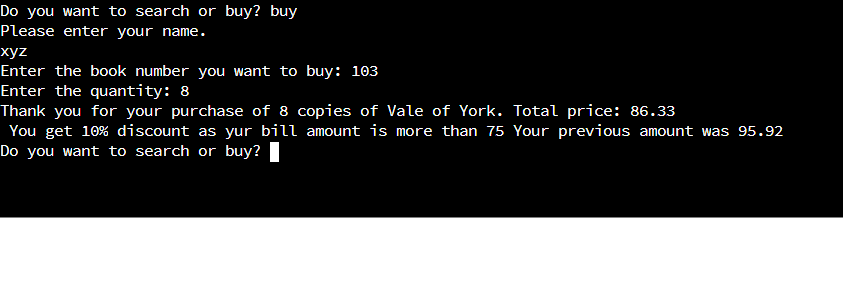 Do you want to search or buy? buy
Please enter your name.
xyz
Enter the book number you want to buy: 103
Enter the quantity: 8
Thank you for your purchase of 8 copies of Vale of York. Total price: 86.33
 You get 10% discount as yur bill amount is more than 75 Your previous amount was 95.92
Do you want to search or buy?